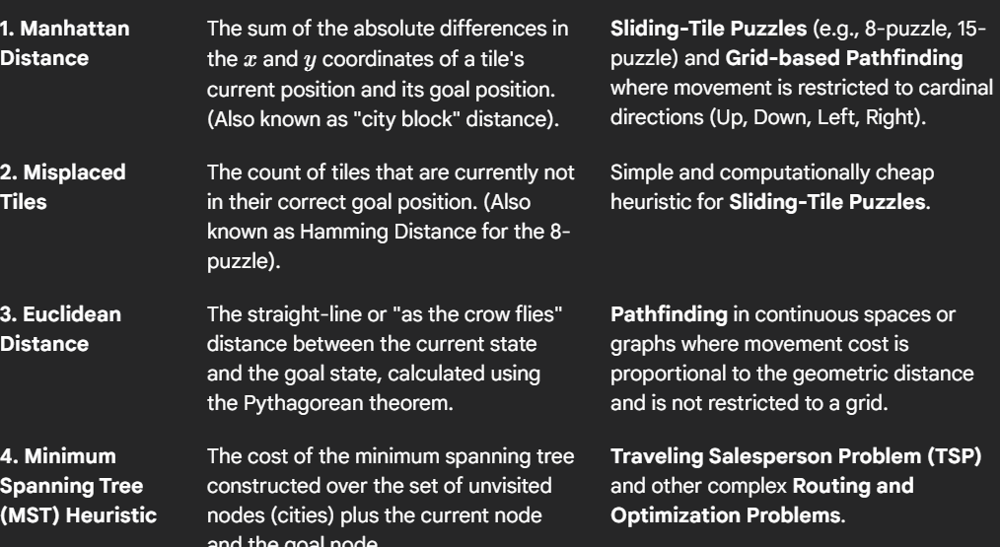 1. Manhattan
Distance
The sum of the absolute differences in
the x and y coordinates of a tile's
current position and its goal position.
(Also known as "city block" distance).
Sliding-Tile Puzzles (e.g., 8-puzzle, 15-
puzzle) and Grid-based Pathfinding
where movement is restricted to cardinal
directions (Up, Down, Left, Right).
2. Misplaced
Tiles
The count of tiles that are currently not
in their correct goal position. (Also
known as Hamming Distance for the 8-
puzzle).
Simple and computationally cheap
heuristic for Sliding-Tile Puzzles.
3. Euclidean
Distance
The straight-line or "as the crow flies"
distance between the current state
and the goal state, calculated using
the Pythagorean theorem.
Pathfinding in continuous spaces or
graphs where movement cost is
proportional to the geometric distance
and is not restricted to a grid.
4. Minimum
Spanning Tree
(MST) Heuristic
The cost of the minimum spanning tree
constructed over the set of unvisited
nodes (cities) plus the current node
and the goal node
Traveling Salesperson Problem (TSP)
and other complex Routing and
Optimization Problems.